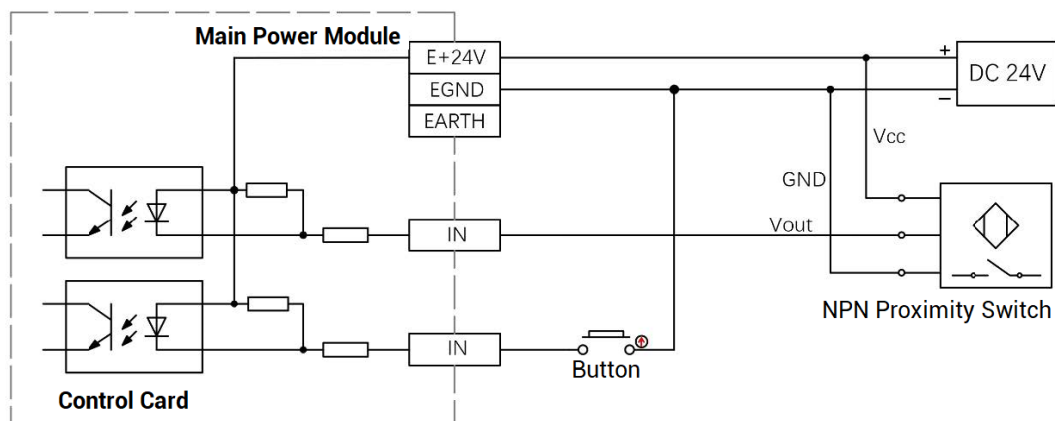 Main Power Module
E+24V
EGND
EARTH
+
DC 24V
−
Vcc
GND
Vout
IN
NPN Proximity Switch
IN
Button
Control Card